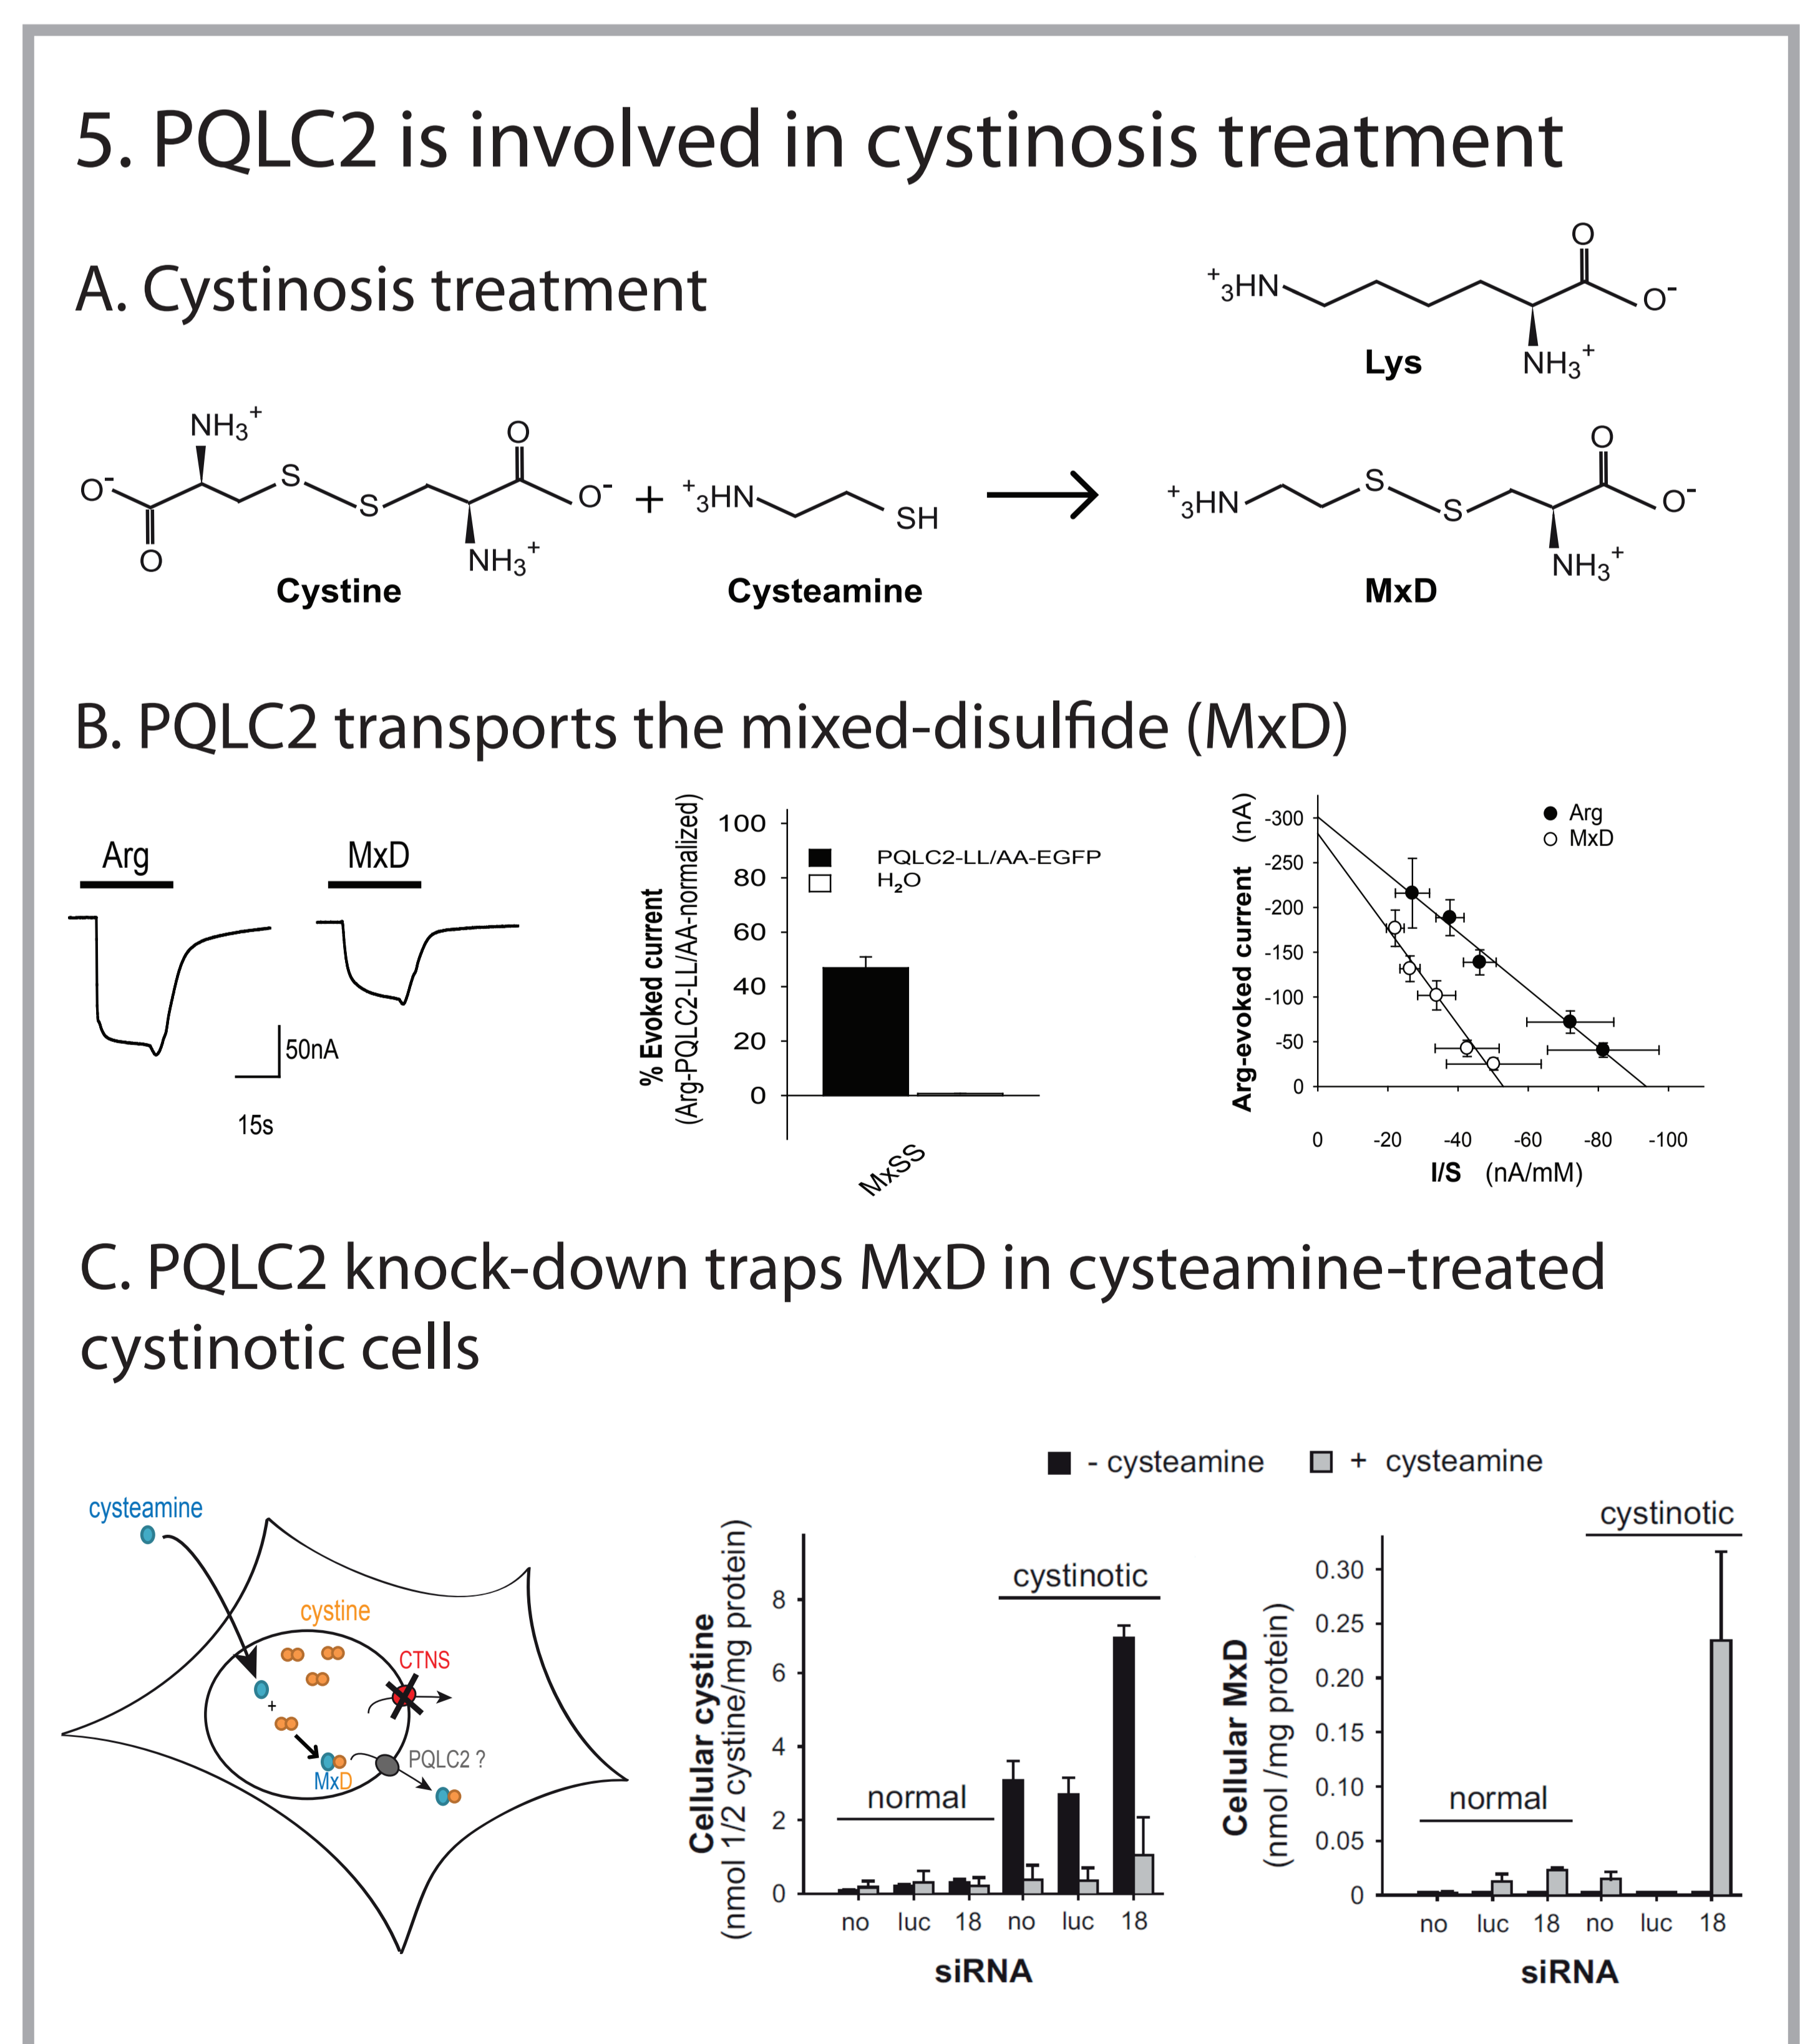 5. PQLC2 is involved in cystinosis treatment
A. Cystinosis treatment
O
+3HN
O-
NH3+
Lys
NH3+
O-
S
S
O
O
O-
NH3+
Cystine
+
+3HN
SH
Cysteamine
+3HN
S
S
O
O-
NH3+
MxD
B. PQLC2 transports the mixed-disulfide (MxD)
Arg
MxD
50nA
15s
% Evoked current
(Arg-PQLC2-LL/AA-normalized)
100
80
60
40
20
0
PQLC2-LL/AA-EGFP
H2O
MxSS
Arg-evoked current (nA)
-300
-250
-200
-150
-100
-50
0
Arg
MxD
0 -20 -40 -60 -80 -100
I/S (nA/mM)
C. PQLC2 knock-down traps MxD in cysteamine-treated
cystinotic cells
- cysteamine + cysteamine
cysteamine
cystine
CTNS
+
MxD
PQLC2 ?
Cellular cystine
(nmol 1/2 cystine/mg protein)
8
6
4
2
0
normal
cystinotic
no luc 18 no luc 18
siRNA
Cellular MxD
(nmol /mg protein)
0.30
0.25
0.20
0.15
0.10
0.05
0
normal
cystinotic
no luc 18 no luc 18
siRNA